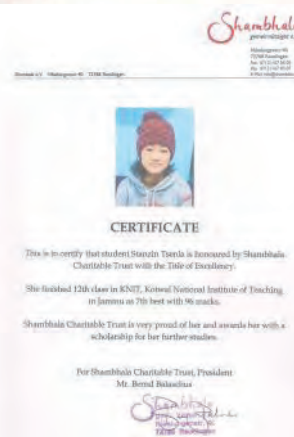 Shambhala
CERTIFICATE
This is to certify that student Stanzin Tsenla is honoured by Shambhala
Charitable Trust with the Title of Excellency.
She finished 12th class in KNIT, Kotwal National Institute of Teaching
in Jammu as 7th best with 96 marks.
Shambhala Charitable Trust is very proud of her and awards her with a
scholarship for her further studies.
For Shambhala Charitable Trust, President
Mr. Bernd Balaschus
Shambhala